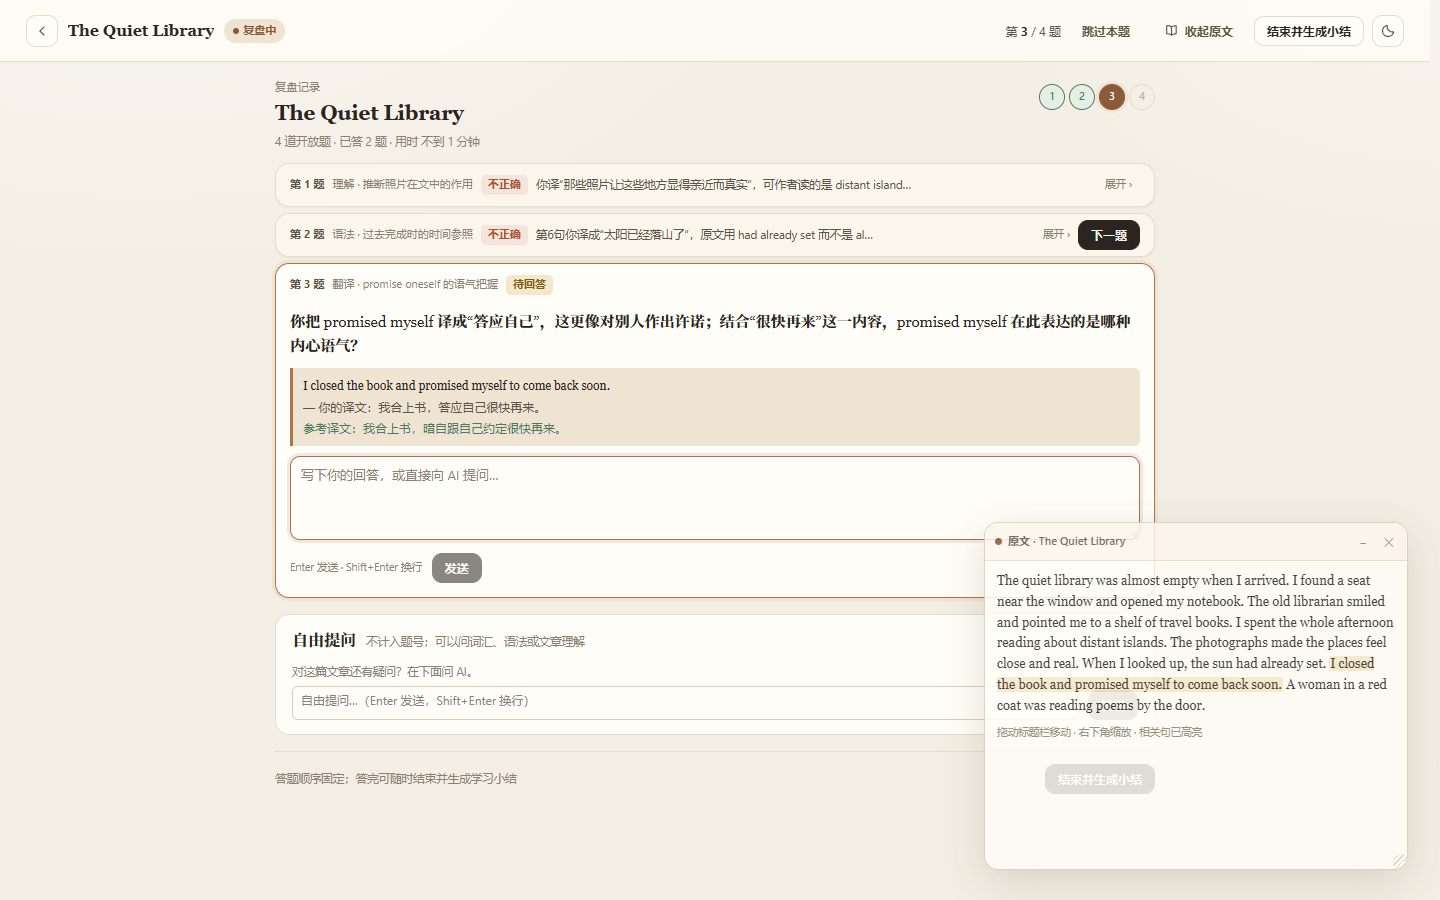 The Quiet Library
复盘中
第 3 / 4 题
跳过本题
收起原文
结束并生成小结
复盘记录
The Quiet Library
4 道开放题 · 已答 2 题 · 用时 不到 1 分钟
1 2 3 4
第 1 题 理解 · 推断照片在文中的作用 不正确 你译“那些照片让这些地方显得亲近而真实”，可作者读的是 distant island... 展开 ›
第 2 题 语法 · 过去完成时的时间参照 不正确 第6句你译成“太阳已经落山了”，原文用 had already set 而不是 al... 展开 › 下一题
第 3 题 翻译 · promise oneself 的语气把握 待回答
你把 promised myself 译成“答应自己”，这更像对别人作出许诺；结合“很快再来”这一内容，promised myself 在此表达的是哪种
内心语气？
I closed the book and promised myself to come back soon.
— 你的译文：我合上书，答应自己很快再来。
参考译文：我合上书，暗自跟自己约定很快再来。
写下你的回答，或直接向 AI 提问...
Enter 发送 · Shift+Enter 换行 发送
自由提问 不计入题号；可以问词汇、语法或文章理解
对这篇文章还有疑问？在下面问 AI。
自由提问...（Enter 发送，Shift+Enter 换行）
答题顺序固定；答完可随时结束并生成学习小结
原文 · The Quiet Library
The quiet library was almost empty when I arrived. I found a seat
near the window and opened my notebook. The old librarian smiled
and pointed me to a shelf of travel books. I spent the whole afternoon
reading about distant islands. The photographs made the places feel
close and real. When I looked up, the sun had already set. I closed
the book and promised myself to come back soon. A woman in a red
coat was reading poems by the door.
拖动标题栏移动 · 右下角缩放 · 相关句已高亮
结束并生成小结